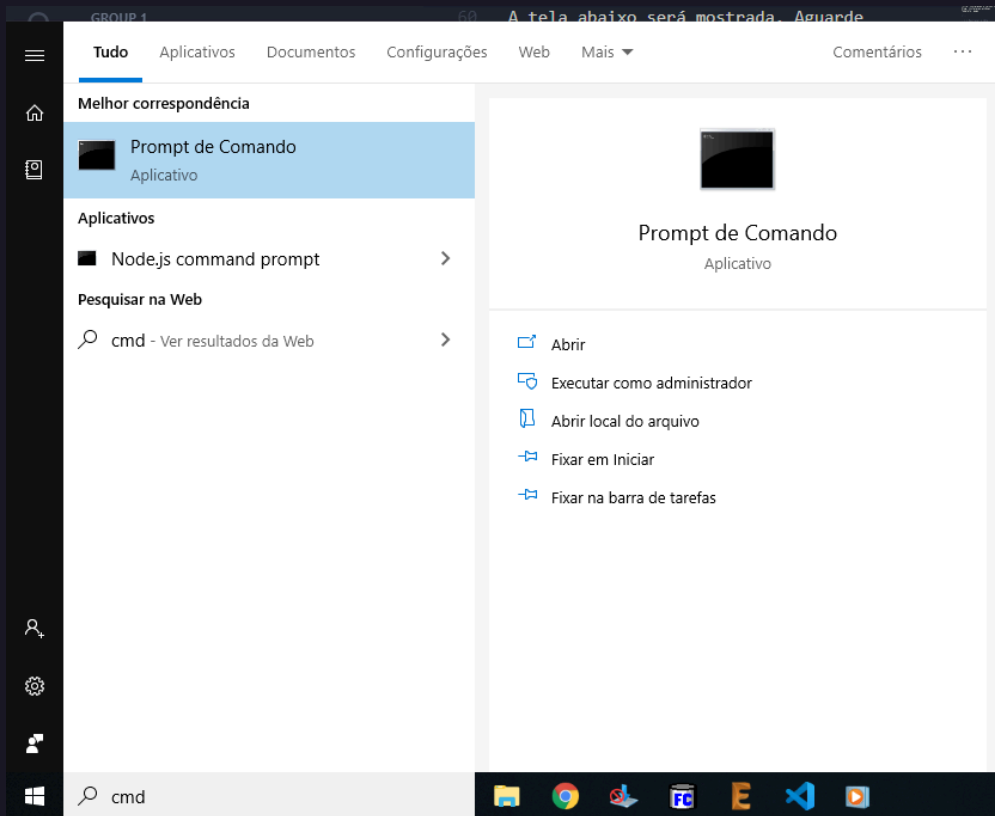 GROUP 1
60 A tela abaixo será mostrada. Aguarde
Tudo Aplicativos Documentos Configurações Web Mais Comentários ...
Melhor correspondência
Prompt de Comando
Aplicativo
Aplicativos
Node.js command prompt
Pesquisar na Web
cmd - Ver resultados da Web
Prompt de Comando
Aplicativo
Abrir
Executar como administrador
Abrir local do arquivo
Fixar em Iniciar
Fixar na barra de tarefas
cmd
FC